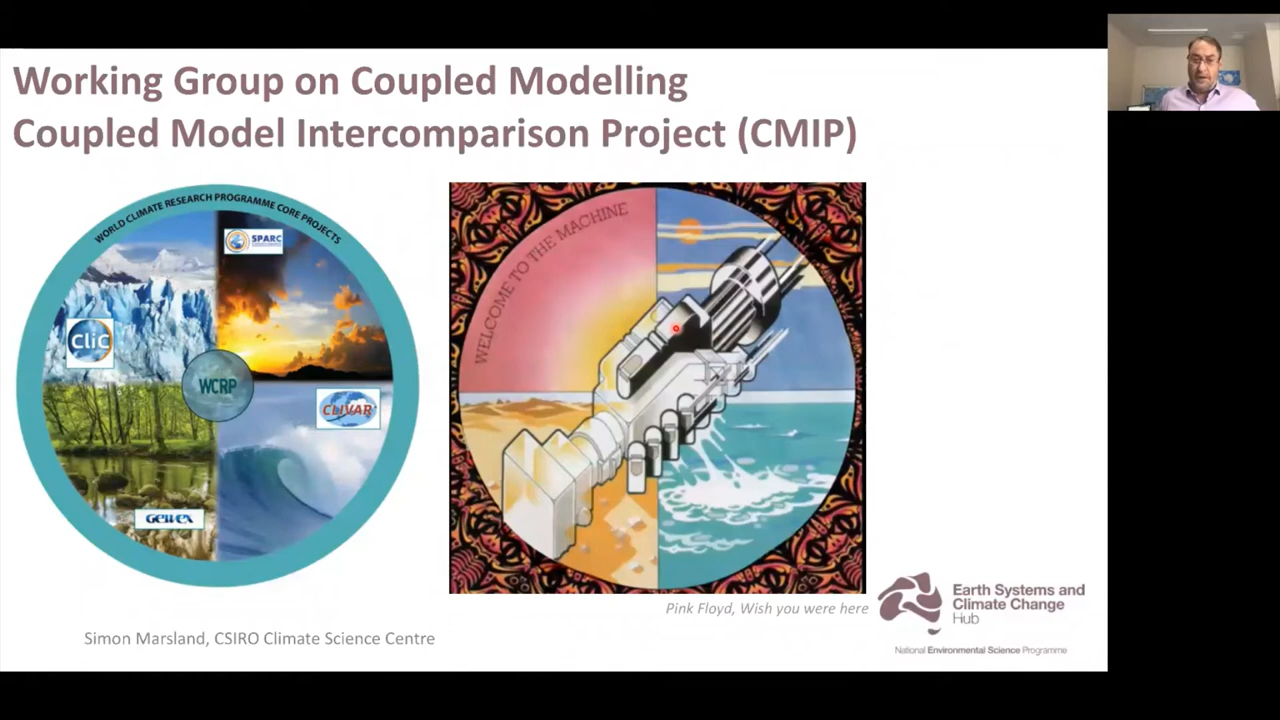 Working Group on Coupled Modelling
Coupled Model Intercomparison Project (CMIP)
WORLD CLIMATE RESEARCH PROGRAMME CORE PROJECTS
SPARC
CliC
WCRP
CLIVAR
GEWEX
WELCOME TO THE MACHINE
Pink Floyd, Wish you were here
Simon Marsland, CSIRO Climate Science Centre
Earth Systems and
Climate Change
Hub
National Environmental Science Programme